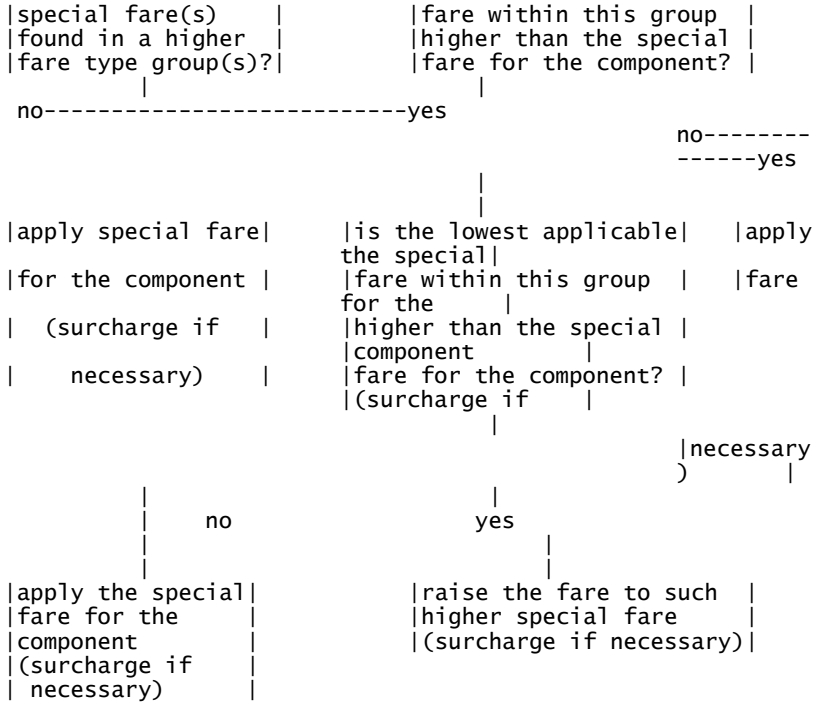 |special fare(s)     |         |fare within this group   |
|found in a higher  |         |higher than the special |
|fare type group(s)?|         |fare for the component? |
|                        |
no---------------------------yes
no--------
------yes
|
|
|apply special fare|     |is the lowest applicable|   |apply
the special|
|for the component |     |fare within this group  |   |fare
for the      |
|  (surcharge if   |     |higher than the special |
|component        |
|    necessary)    |     |fare for the component? |
|(surcharge if    |
|
|necessary
)       |
|                         |
|    no                  yes
|                             |
|                             |
|apply the special|           |raise the fare to such  |
|fare for the     |           |higher special fare     |
|component        |           |(surcharge if necessary)|
|(surcharge if    |
| necessary)      |